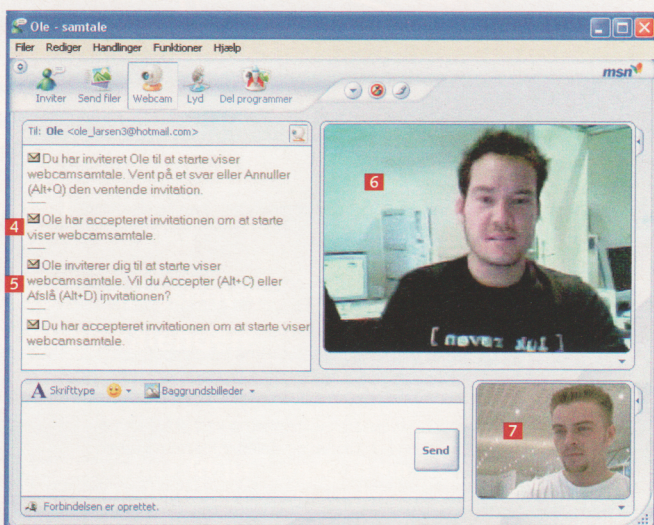 Ole - samtale
Filer Rediger Handlinger Funktioner Hjælp
msn
Inviter Send filer Webcam Lyd Del programmer
Til: Ole <ole_larsen3@hotmail.com>
Du har inviteret Ole til at starte viser
webcamsamtale. Vent på et svar eller Annuller
(Alt+Q) den ventende invitation.
4
Ole har accepteret invitationen om at starte
viser webcamsamtale.
5
Ole inviterer dig til at starte viser
webcamsamtale. Vil du Accepter (Alt+C) eller
Afslå (Alt+D) invitationen?
Du har accepteret invitationen om at starte viser
webcamsamtale.
6
A Skrifttype Baggrundsbilleder
Send
7
Forbindelsen er oprettet.